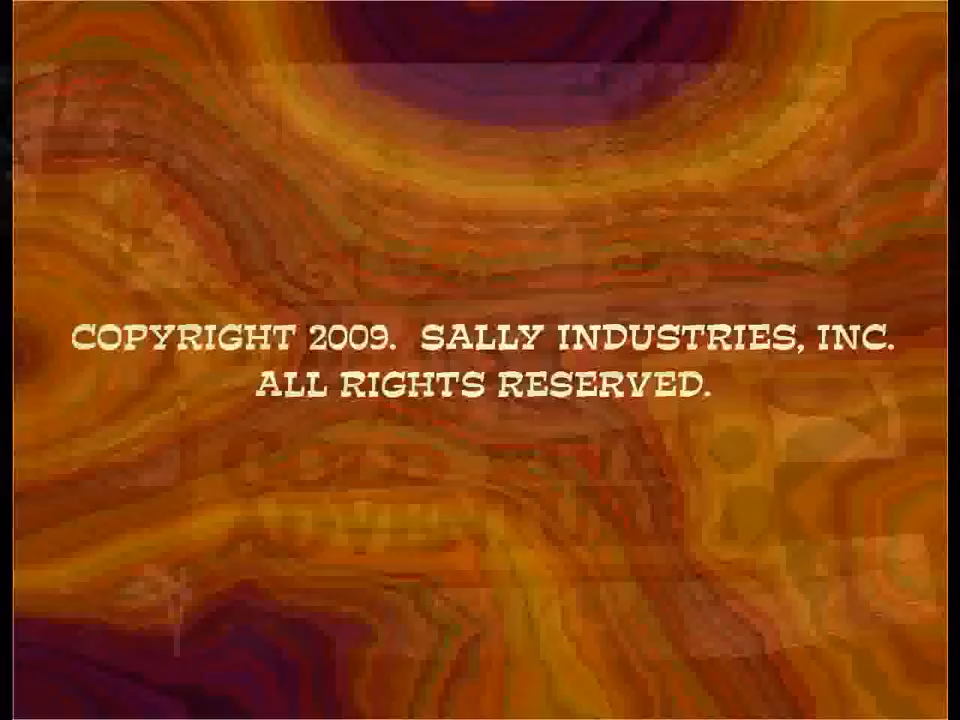 COPYRIGHT 2009.  SALLY INDUSTRIES, INC.
ALL RIGHTS RESERVED.